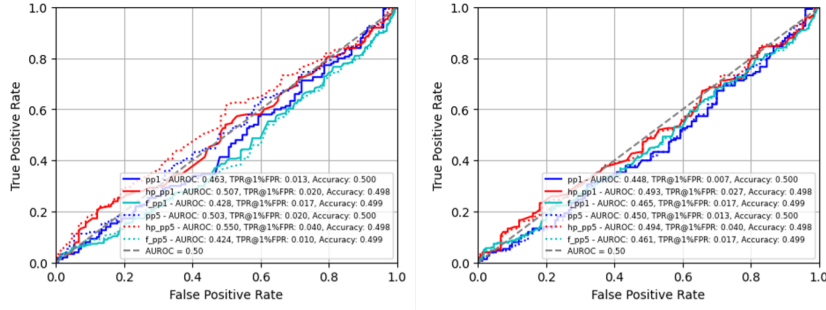 1.0
0.8
0.6
0.4
0.2
0.0
True Positive Rate
pp1 - AUROC: 0.463, TPR@1%FPR: 0.013, Accuracy: 0.500
hp_pp1 - AUROC: 0.507, TPR@1%FPR: 0.020, Accuracy: 0.498
f_pp1 - AUROC: 0.428, TPR@1%FPR: 0.017, Accuracy: 0.499
pp5 - AUROC: 0.503, TPR@1%FPR: 0.020, Accuracy: 0.500
hp_pp5 - AUROC: 0.550, TPR@1%FPR: 0.040, Accuracy: 0.498
f_pp5 - AUROC: 0.424, TPR@1%FPR: 0.010, Accuracy: 0.499
AUROC = 0.50
0.0 0.2 0.4 0.6 0.8 1.0
False Positive Rate
1.0
0.8
0.6
0.4
0.2
0.0
True Positive Rate
pp1 - AUROC: 0.448, TPR@1%FPR: 0.007, Accuracy: 0.500
hp_pp1 - AUROC: 0.493, TPR@1%FPR: 0.027, Accuracy: 0.498
f_pp1 - AUROC: 0.465, TPR@1%FPR: 0.017, Accuracy: 0.499
pp5 - AUROC: 0.450, TPR@1%FPR: 0.013, Accuracy: 0.500
hp_pp5 - AUROC: 0.494, TPR@1%FPR: 0.040, Accuracy: 0.498
f_pp5 - AUROC: 0.461, TPR@1%FPR: 0.017, Accuracy: 0.499
AUROC = 0.50
0.0 0.2 0.4 0.6 0.8 1.0
False Positive Rate